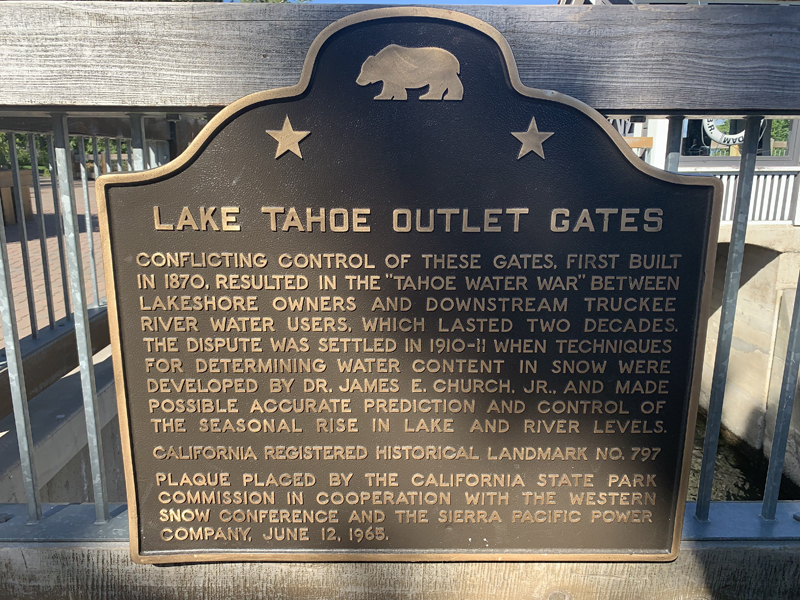 LAKE TAHOE OUTLET GATES
CONFLICTING CONTROL OF THESE GATES, FIRST BUILT
IN 1870, RESULTED IN THE "TAHOE WATER WAR" BETWEEN
LAKESHORE OWNERS AND DOWNSTREAM TRUCKEE
RIVER WATER USERS, WHICH LASTED TWO DECADES.
THE DISPUTE WAS SETTLED IN 1910-11 WHEN TECHNIQUES
FOR DETERMINING WATER CONTENT IN SNOW WERE
DEVELOPED BY DR. JAMES E. CHURCH, JR., AND MADE
POSSIBLE ACCURATE PREDICTION AND CONTROL OF
THE SEASONAL RISE IN LAKE AND RIVER LEVELS.
CALIFORNIA REGISTERED HISTORICAL LANDMARK NO. 797
PLAQUE PLACED BY THE CALIFORNIA STATE PARK
COMMISSION IN COOPERATION WITH THE WESTERN
SNOW CONFERENCE AND THE SIERRA PACIFIC POWER
COMPANY, JUNE 12, 1965.